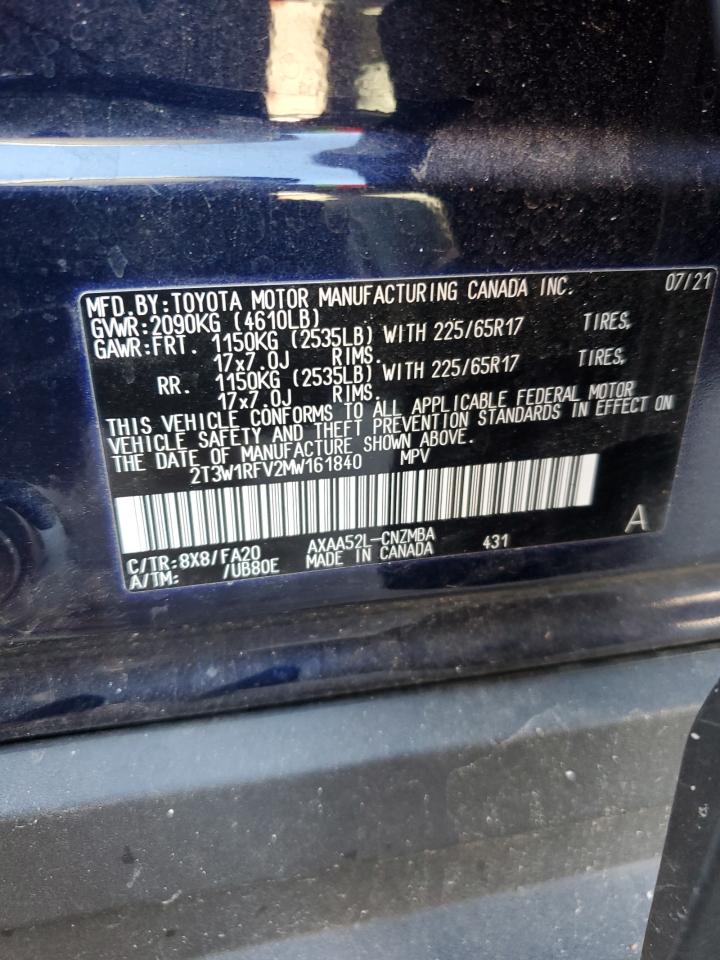 07/21
MFD.BY:TOYOTA MOTOR MANUFACTURING CANADA INC.
GVWR:2090KG (4610LB)
GAWR:FRT. 1150KG (2535LB) WITH 225/65R17 TIRES,
17x7.0J RIMS.
RR. 1150KG (2535LB) WITH 225/65R17 TIRES,
17x7.0J RIMS.
THIS VEHICLE CONFORMS TO ALL APPLICABLE FEDERAL MOTOR
VEHICLE SAFETY AND THEFT PREVENTION STANDARDS IN EFFECT ON
THE DATE OF MANUFACTURE SHOWN ABOVE.
2T3W1RFV2MW161840 MPV
A
C/TR:8X8/FA20 AXAA52L-CNZMBA 431
A/TM: /UB80E MADE IN CANADA